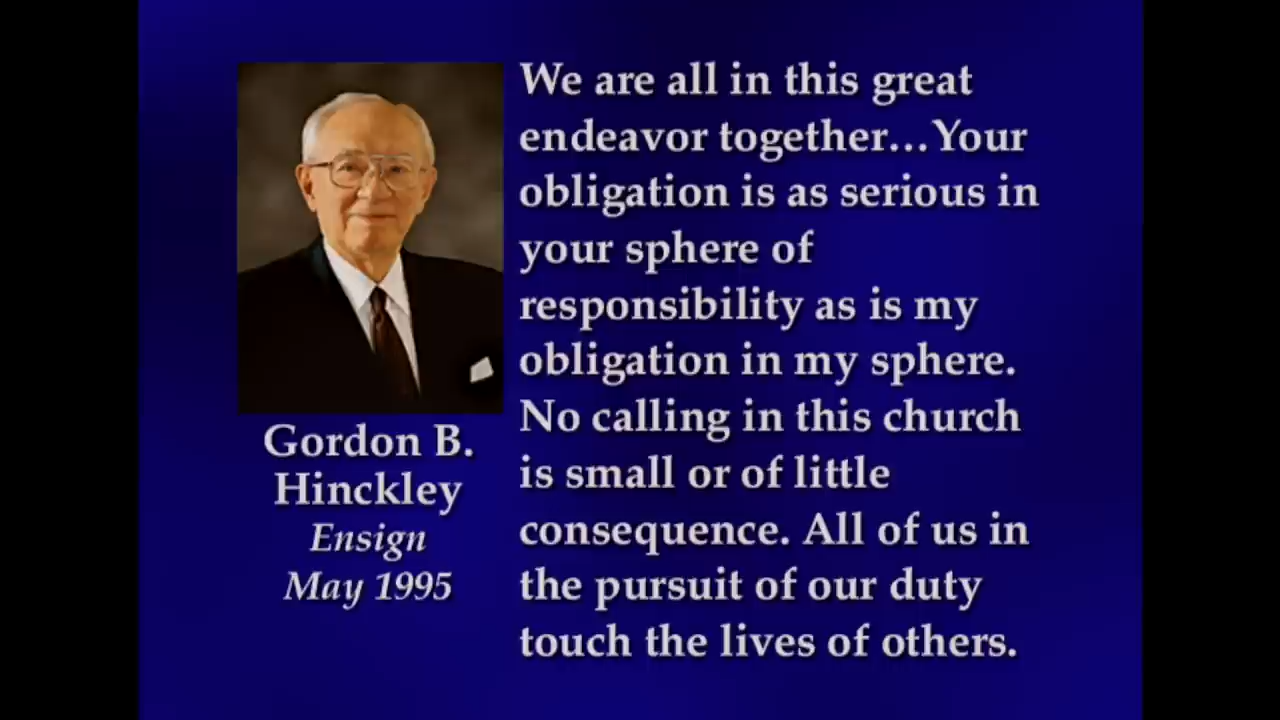 We are all in this great
endeavor together…Your
obligation is as serious in
your sphere of
responsibility as is my
obligation in my sphere.
No calling in this church
is small or of little
consequence. All of us in
the pursuit of our duty
touch the lives of others.
Gordon B.
Hinckley
Ensign
May 1995